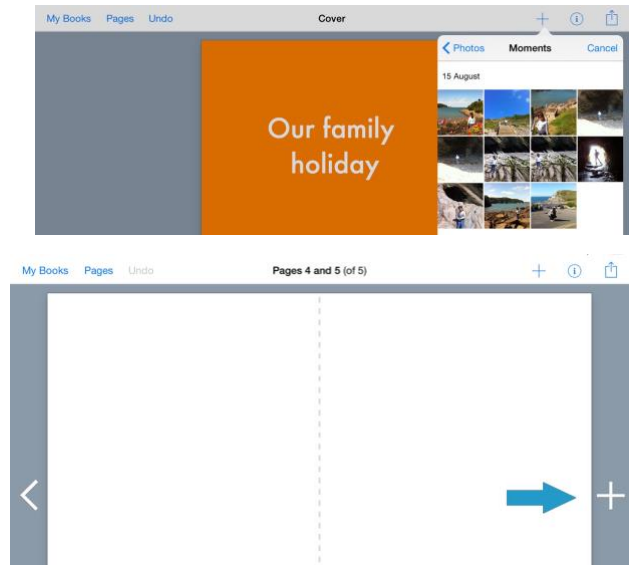 My Books Pages Undo Cover
Photos Moments Cancel
15 August
Our family
holiday
My Books Pages Undo Pages 4 and 5 (of 5)